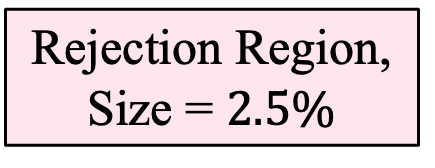 Rejection Region,
Size = 2.5%